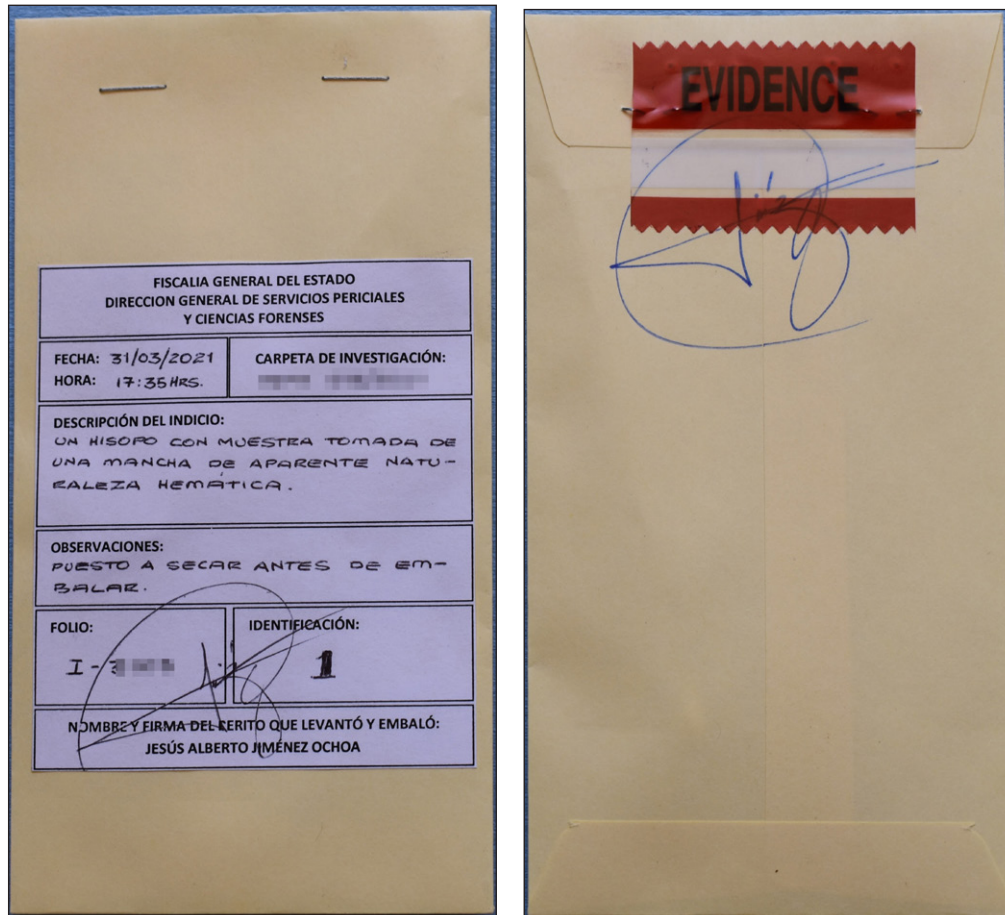 FISCALIA GENERAL DEL ESTADO
DIRECCION GENERAL DE SERVICIOS PERICIALES
Y CIENCIAS FORENSES
FECHA: 31/03/2021
HORA: 17:35 HRS.
CARPETA DE INVESTIGACIÓN:
DESCRIPCIÓN DEL INDICIO:
UN HISOPO CON MUESTRA TOMADA DE
UNA MANCHA DE APARENTE NATU-
RALEZA HEMÁTICA.
OBSERVACIONES:
PUESTO A SECAR ANTES DE EM-
BALAR.
FOLIO:
I-
IDENTIFICACIÓN:
1
NOMBRE Y FIRMA DEL PERITO QUE LEVANTÓ Y EMBALÓ:
JESÚS ALBERTO JIMÉNEZ OCHOA
EVIDENCE